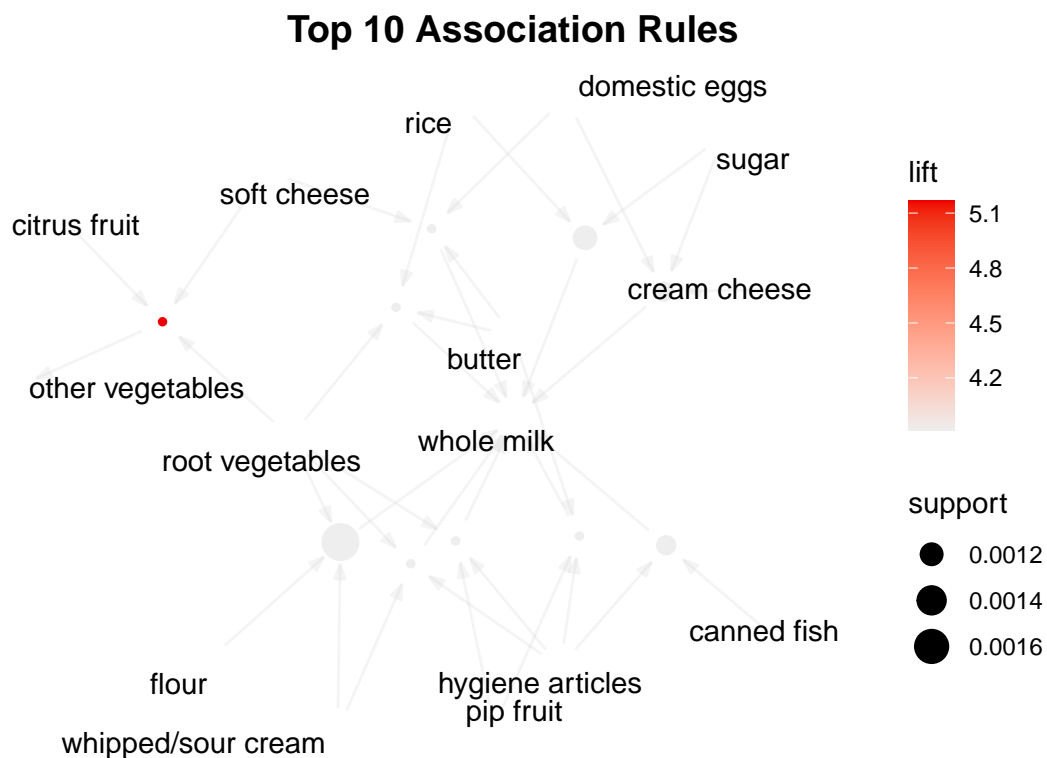 Top 10 Association Rules
domestic eggs
rice
sugar
soft cheese
citrus fruit
cream cheese
butter
other vegetables
whole milk
root vegetables
canned fish
flour
hygiene articles
pip fruit
whipped/sour cream
lift
5.1
4.8
4.5
4.2
support
0.0012
0.0014
0.0016